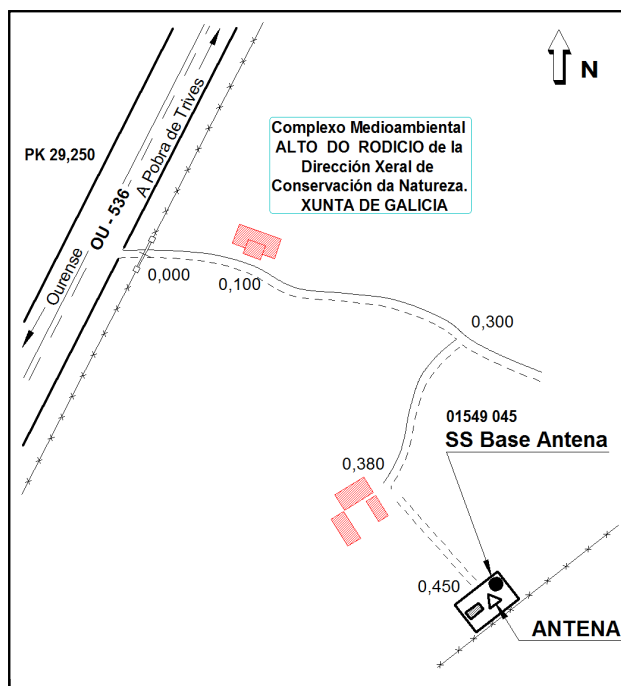 N
Complexo Medioambiental
ALTO DO RODICIO de la
Dirección Xeral de
Conservación da Natureza.
XUNTA DE GALICIA
PK 29,250
A Pobra de Trives
OU - 536
Ourense
0,000
0,100
0,300
01549 045
SS Base Antena
0,380
0,450
ANTENA